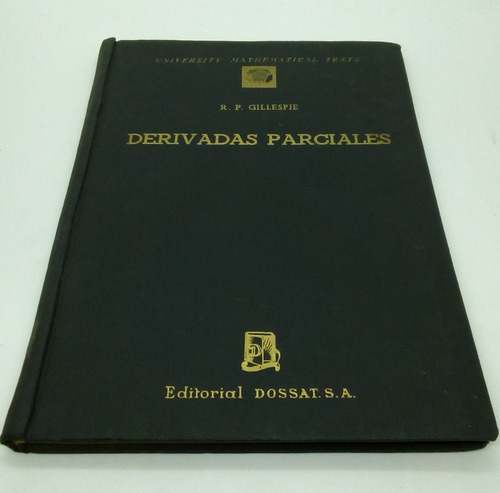 UNIVERSITY MATHEMATICAL TEXTS
R. P. GILLESPIE
DERIVADAS PARCIALES
Editorial DOSSAT. S. A.